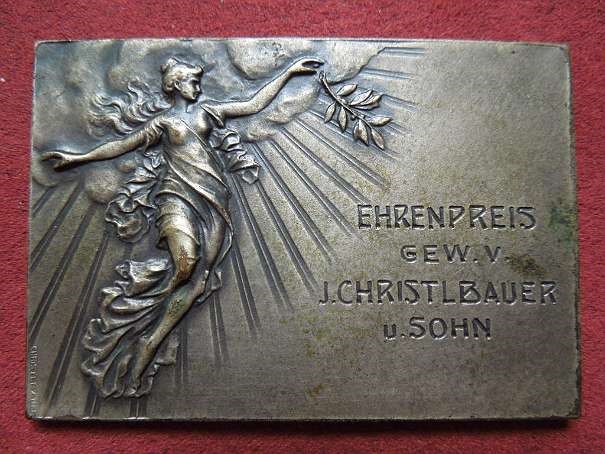 EHRENPREIS
GEW. V.
J. CHRISTLBAUER
u. SOHN